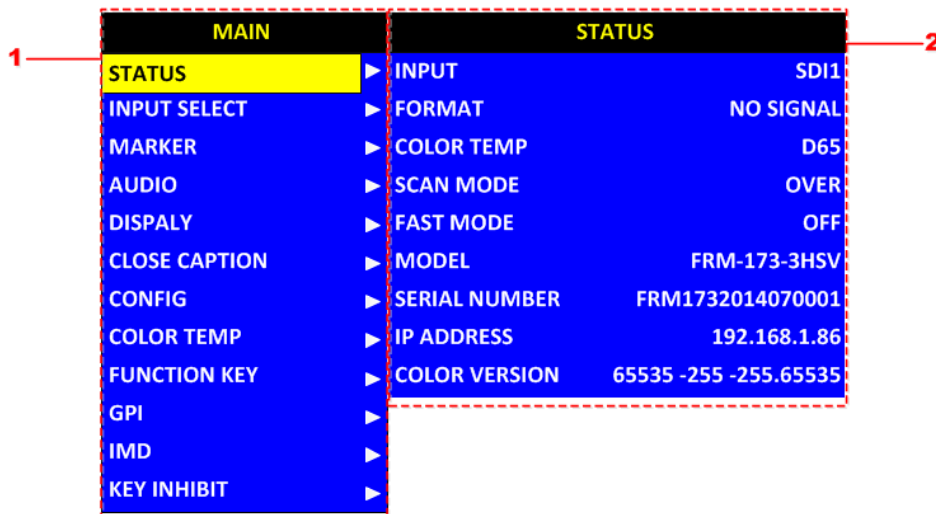 MAIN
STATUS
INPUT SELECT
MARKER
AUDIO
DISPALY
CLOSE CAPTION
CONFIG
COLOR TEMP
FUNCTION KEY
GPI
IMD
KEY INHIBIT
STATUS
INPUT SDI1
FORMAT NO SIGNAL
COLOR TEMP D65
SCAN MODE OVER
FAST MODE OFF
MODEL FRM-173-3HSV
SERIAL NUMBER FRM1732014070001
IP ADDRESS 192.168.1.86
COLOR VERSION 65535 -255 -255.65535
1
2